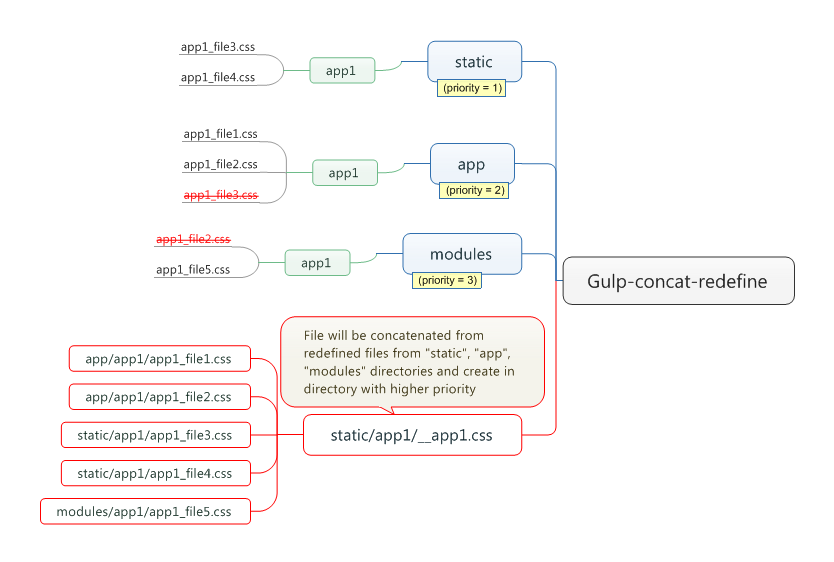 app1_file3.css
app1_file4.css
app1
static
(priority = 1)
app1_file1.css
app1_file2.css
app1_file3.css
app1
app
(priority = 2)
app1_file2.css
app1_file5.css
app1
modules
(priority = 3)
Gulp-concat-redefine
File will be concatenated from
redefined files from "static", "app",
"modules" directories and create in
directory with higher priority
static/app1/__app1.css
app/app1/app1_file1.css
app/app1/app1_file2.css
static/app1/app1_file3.css
static/app1/app1_file4.css
modules/app1/app1_file5.css